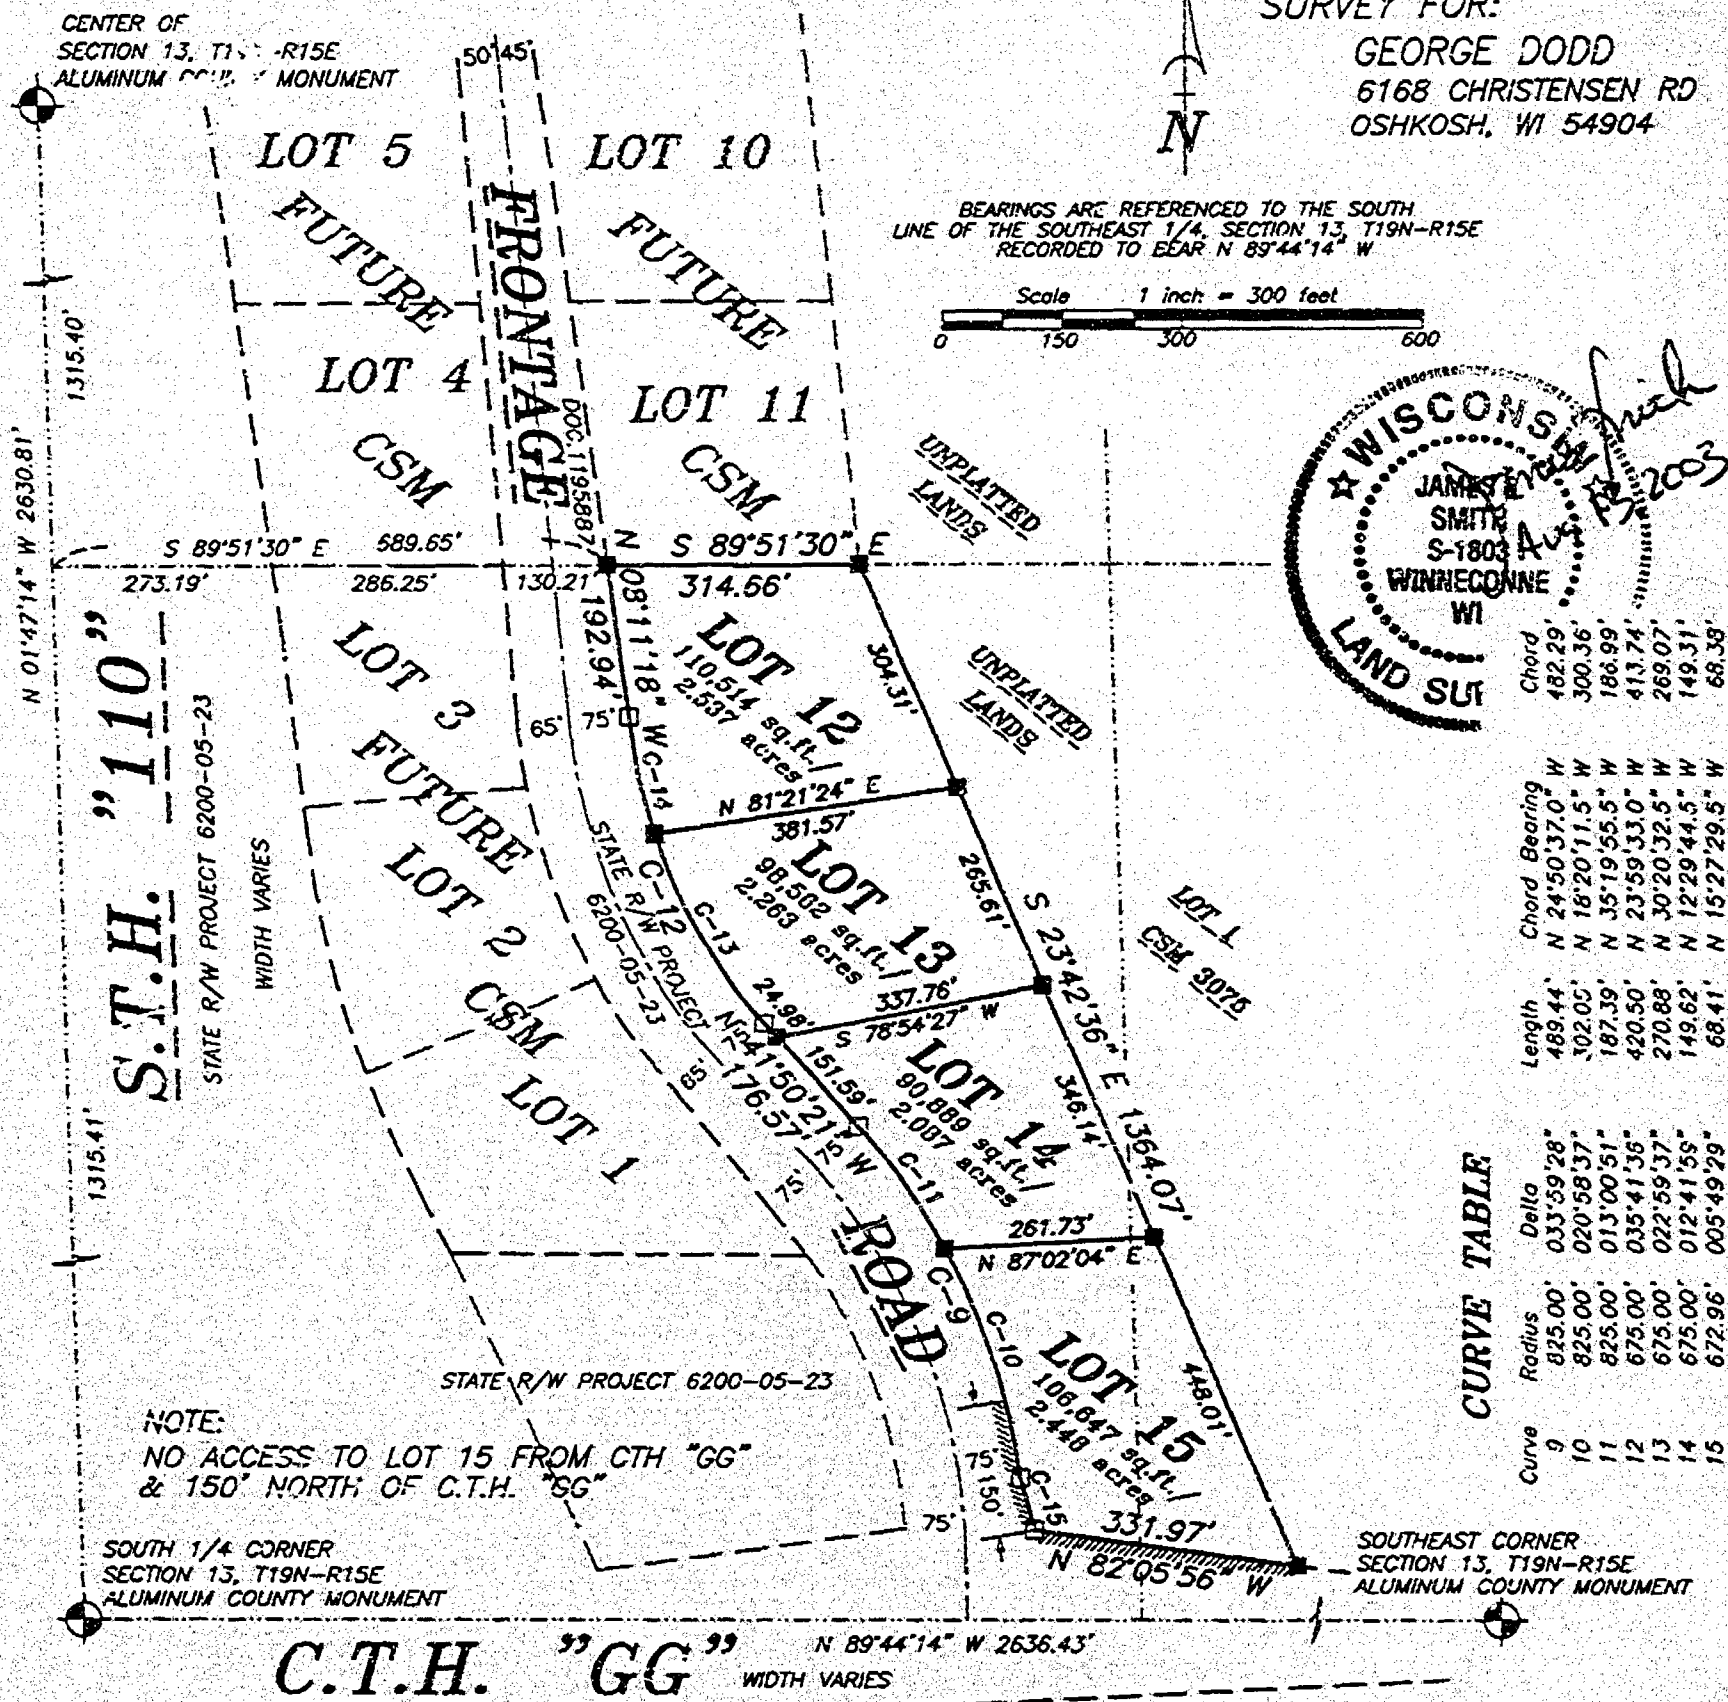 CENTER OF
SECTION 13, -R15E
ALUMINUM MONUMENT
SURVEY FOR:
GEORGE DODD
6168 CHRISTENSEN RD
OSHKOSH, WI 54904
N
BEARINGS ARE REFERENCED TO THE SOUTH
LINE OF THE SOUTHEAST 1/4, SECTION 13, T19N-R15E
RECORDED TO BEAR N 89°44'14" W
Scale 1 inch = 300 feet
0 150 300 600
50' 45'
LOT 5
FUTURE
LOT 4
CSM
LOT 10
FUTURE
LOT 11
CSM
FRONTAGE
DOC. 1195887
UNPLATTED
LANDS
WISCONSIN
JAMES E
SMITH
S-1803
WINNECONNE
WI
LAND SUR
2003
1315.40'
N 01°47'14" W 2630.81'
S 89°51'30" E 689.65'
273.19' 286.25' 130.21'
S 89°51'30" E
314.66'
N 08°11'18" W
192.94'
LOT 12
110,514 sq.ft./
2.537 acres
304.31'
UNPLATTED
LANDS
65' 75'
C-14
N 81°21'24" E
381.57'
S.T.H. "110"
STATE R/W PROJECT 6200-05-23
WIDTH VARIES
LOT 3
FUTURE
LOT 2
CSM
LOT 1
STATE R/W PROJECT
6200-05-23
C-12
C-13
LOT 13
98,502 sq.ft./
2.263 acres
265.61'
S 23°42'36" E 1364.07'
LOT 1
CSM 3075
24.98'
337.76'
S 78°54'27" W
N 41°50'21" W
176.57'
151.59'
75'
75'
LOT 14
90,889 sq.ft./
2.087 acres
346.14'
C-11
261.73'
N 87°02'04" E
ROAD
C-9
C-10
LOT 15
106,647 sq.ft./
2.448 acres
448.01'
75'
150'
C-15
75'
331.97'
N 82°05'56" W
1315.41'
STATE R/W PROJECT 6200-05-23
NOTE:
NO ACCESS TO LOT 15 FROM CTH "GG"
& 150' NORTH OF C.T.H. "GG"
SOUTH 1/4 CORNER
SECTION 13, T19N-R15E
ALUMINUM COUNTY MONUMENT
SOUTHEAST CORNER
SECTION 13, T19N-R15E
ALUMINUM COUNTY MONUMENT
N 89°44'14" W 2636.43'
C.T.H. "GG" WIDTH VARIES
CURVE TABLE
Curve Radius Delta Length Chord Bearing Chord
9 825.00' 033°59'28" 489.44' N 24°50'37.0" W 482.29'
10 825.00' 020°58'37" 302.05' N 18°20'11.5" W 300.36'
11 825.00' 013°00'51" 187.39' N 35°19'55.5" W 186.99'
12 675.00' 035°41'36" 420.50' N 23°59'33.0" W 413.74'
13 675.00' 022°59'37" 270.88' N 30°20'32.5" W 269.07'
14 675.00' 012°41'59" 149.62' N 12°29'44.5" W 149.31'
15 672.96' 005°49'29" 68.41' N 15°27'29.5" W 68.38'